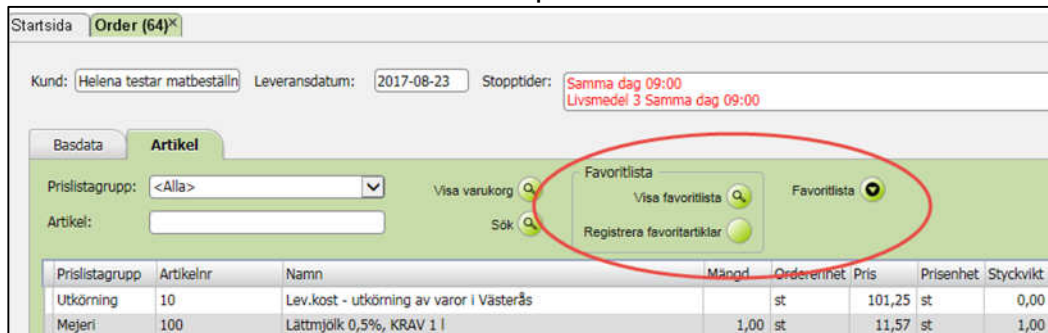 Startsida Order (64)×
Kund: Helena testar matbeställn Leveransdatum: 2017-08-23 Stopptider: Samma dag 09:00
Livsmedel 3 Samma dag 09:00
Basdata Artikel
Prislistagrupp: <Alla> Visa varukorg Favoritlista
Visa favoritlista Favoritlista
Artikel: Sök Registrera favoritartiklar
Prislistagrupp Artikelnr Namn Mängd Orderenhet Pris Prisenhet Styckvikt
Utkörning 10 Lev.kost - utkörning av varor i Västerås st 101,25 st 0,00
Mejeri 100 Lättmjölk 0,5%, KRAV 1 l 1,00 st 11,57 st 1,00